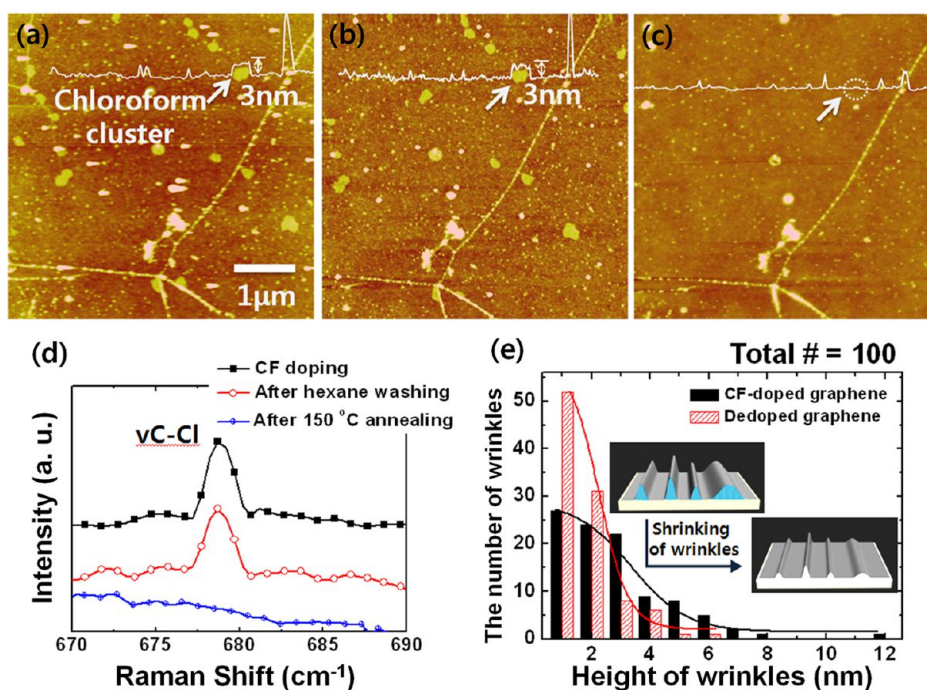 (a)
3nm
Chloroform
cluster
1μm
(b)
3nm
(c)
(d)
CF doping
After hexane washing
After 150 °C annealing
vC-Cl
Intensity (a. u.)
670 675 680 685 690
Raman Shift (cm-1)
(e)
Total # = 100
CF-doped graphene
Dedoped graphene
Shrinking
of wrinkles
The number of wrinkles
50
40
30
20
10
0
2 4 6 8 10 12
Height of wrinkles (nm)